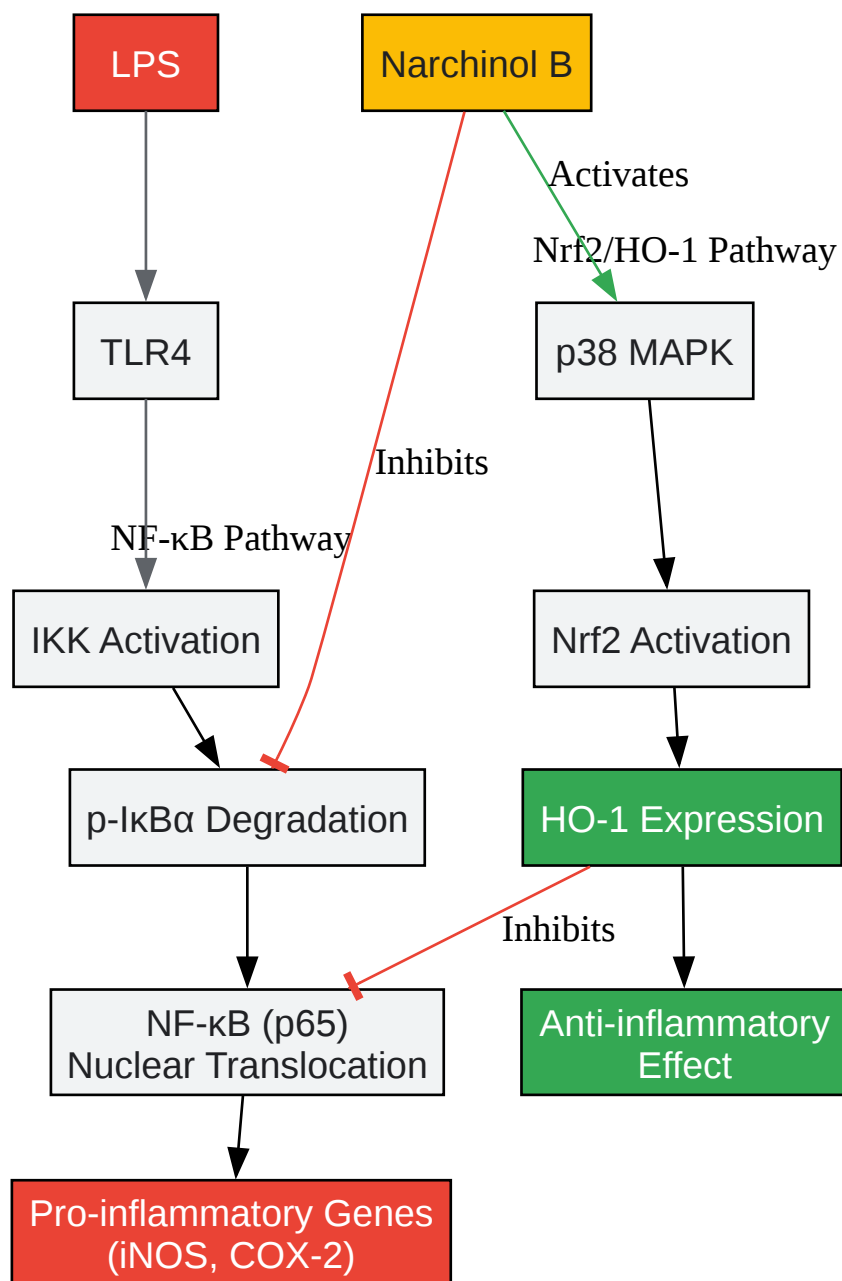 LPS
Narchinol B
Activates
Nrf2/HO-1 Pathway
TLR4
p38 MAPK
Inhibits
NF-κB Pathway
IKK Activation
Nrf2 Activation
p-IκBα Degradation
HO-1 Expression
Inhibits
NF-κB (p65)
Nuclear Translocation
Anti-inflammatory
Effect
Pro-inflammatory Genes
(iNOS, COX-2)